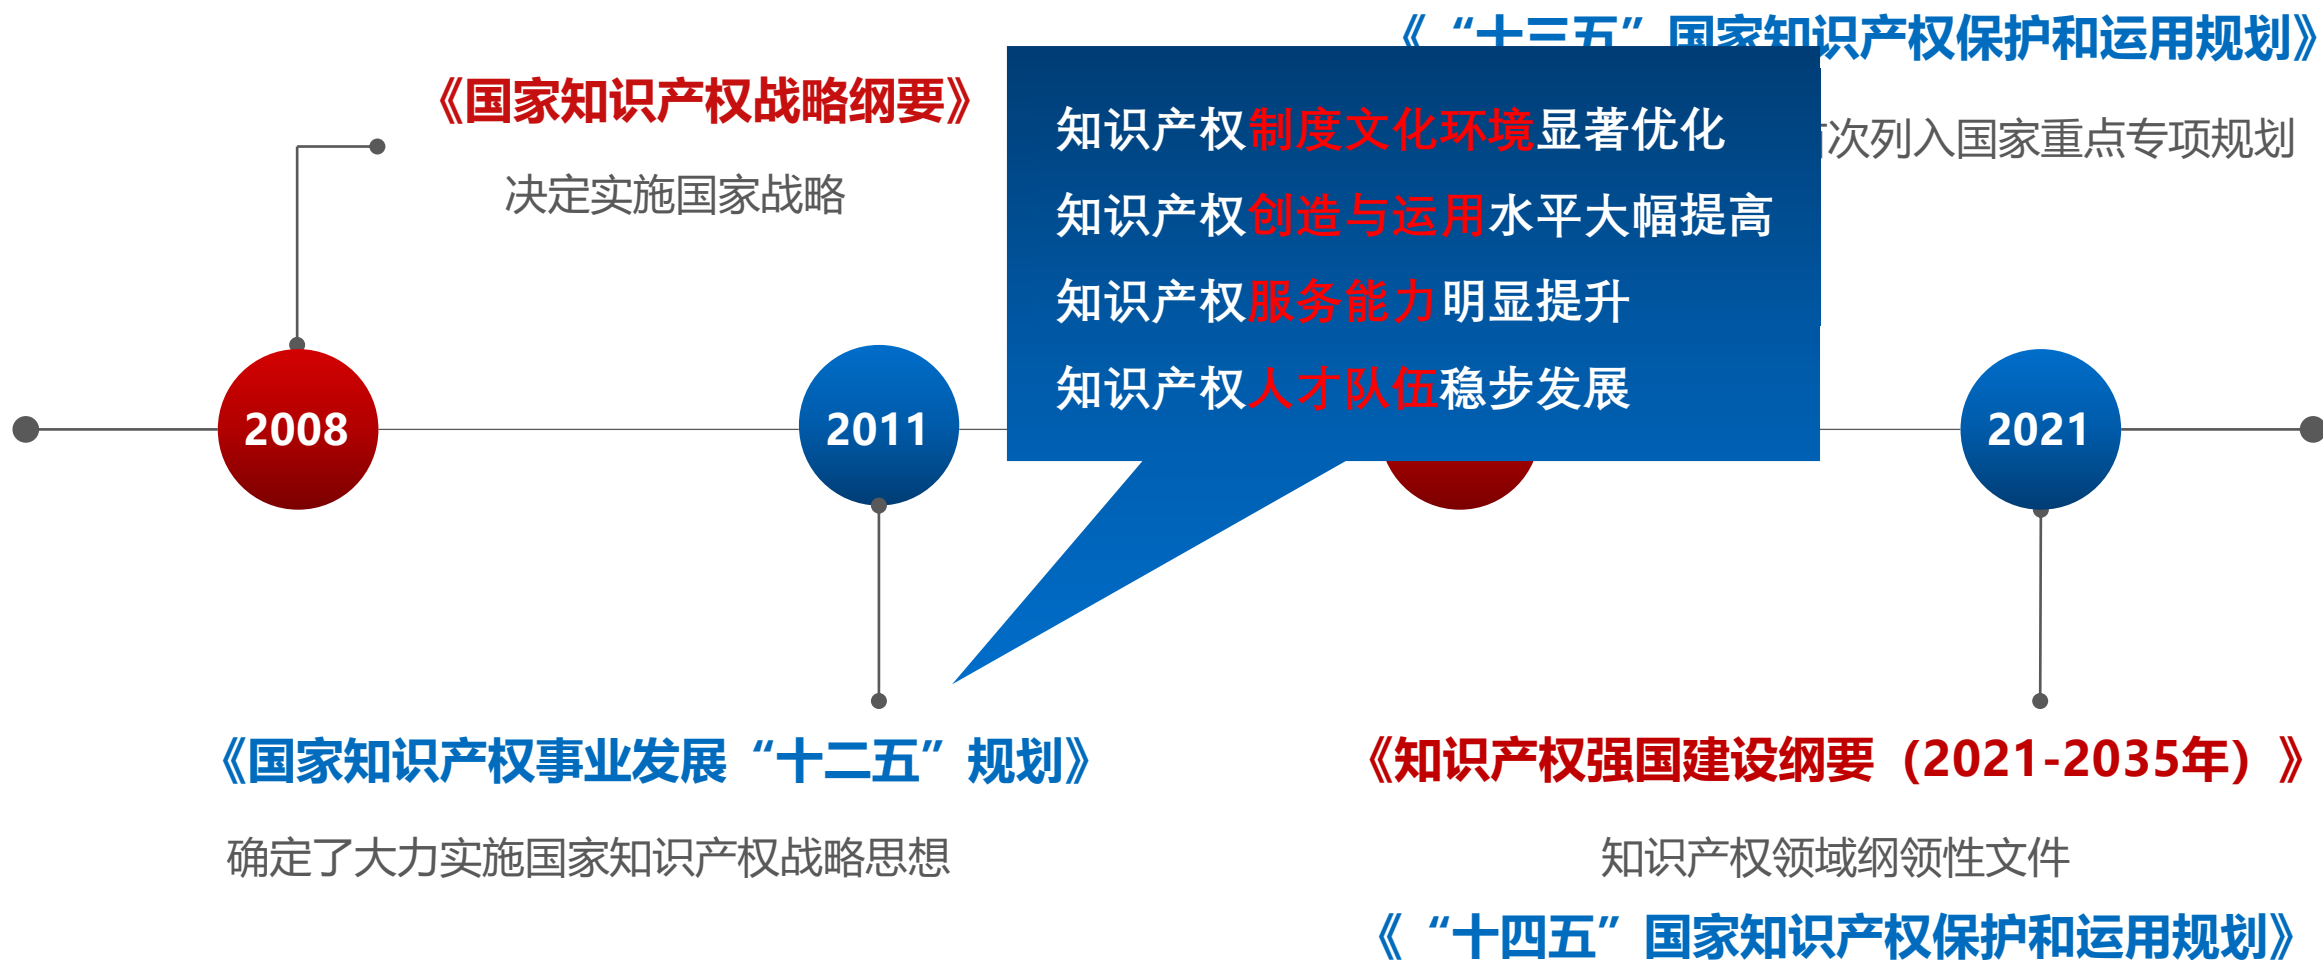 《“十三五”国家知识产权保护和运用规划》
《国家知识产权战略纲要》
次列入国家重点专项规划
决定实施国家战略
知识产权制度文化环境显著优化
知识产权创造与运用水平大幅提高
知识产权服务能力明显提升
知识产权人才队伍稳步发展
2008
2011
2021
《国家知识产权事业发展“十二五”规划》
确定了大力实施国家知识产权战略思想
《知识产权强国建设纲要（2021-2035年）》
知识产权领域纲领性文件
《“十四五”国家知识产权保护和运用规划》